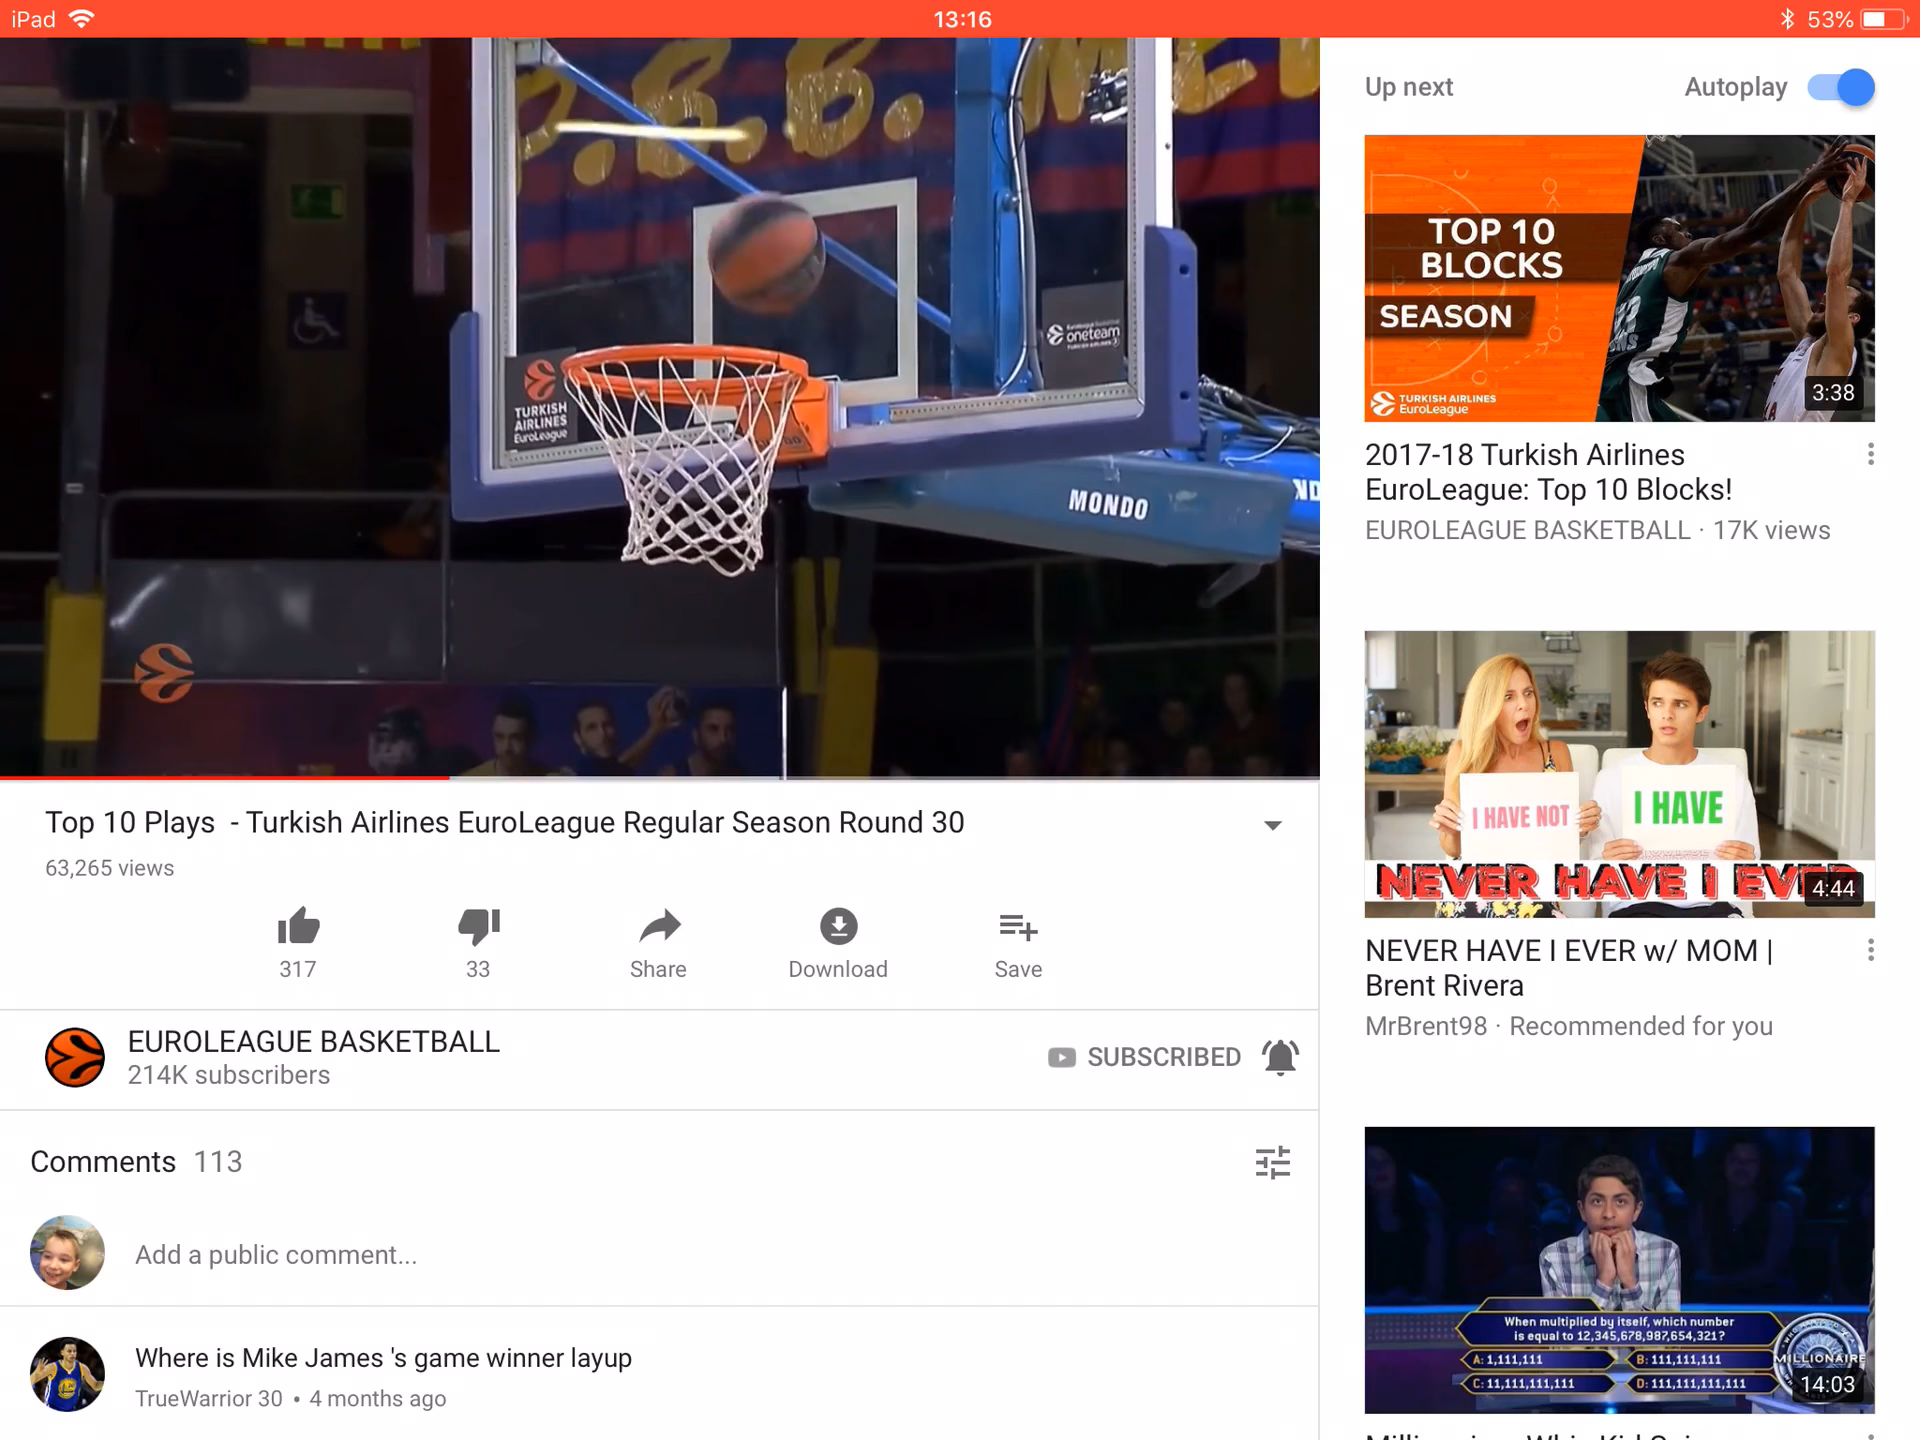 iPad
13:16
53%
P.B.B.
TURKISH
AIRLINES
EuroLeague
oneteam
MONDO
Top 10 Plays - Turkish Airlines EuroLeague Regular Season Round 30
63,265 views
317
33
Share
Download
Save
EUROLEAGUE BASKETBALL
214K subscribers
SUBSCRIBED
Comments 113
Add a public comment...
Where is Mike James 's game winner layup
TrueWarrior 30 • 4 months ago
Up next
Autoplay
TOP 10
BLOCKS
SEASON
TURKISH AIRLINES
EuroLeague
3:38
2017-18 Turkish Airlines
EuroLeague: Top 10 Blocks!
EUROLEAGUE BASKETBALL · 17K views
I HAVE NOT
I HAVE
NEVER HAVE I EVER
4:44
NEVER HAVE I EVER w/ MOM |
Brent Rivera
MrBrent98 · Recommended for you
When multiplied by itself, which number
is equal to 12,345,678,987,654,321?
A: 1,111,111
B: 111,111,111
C: 11,111,111,111
D: 111,111,111,111
MILLIONAIRE
14:03